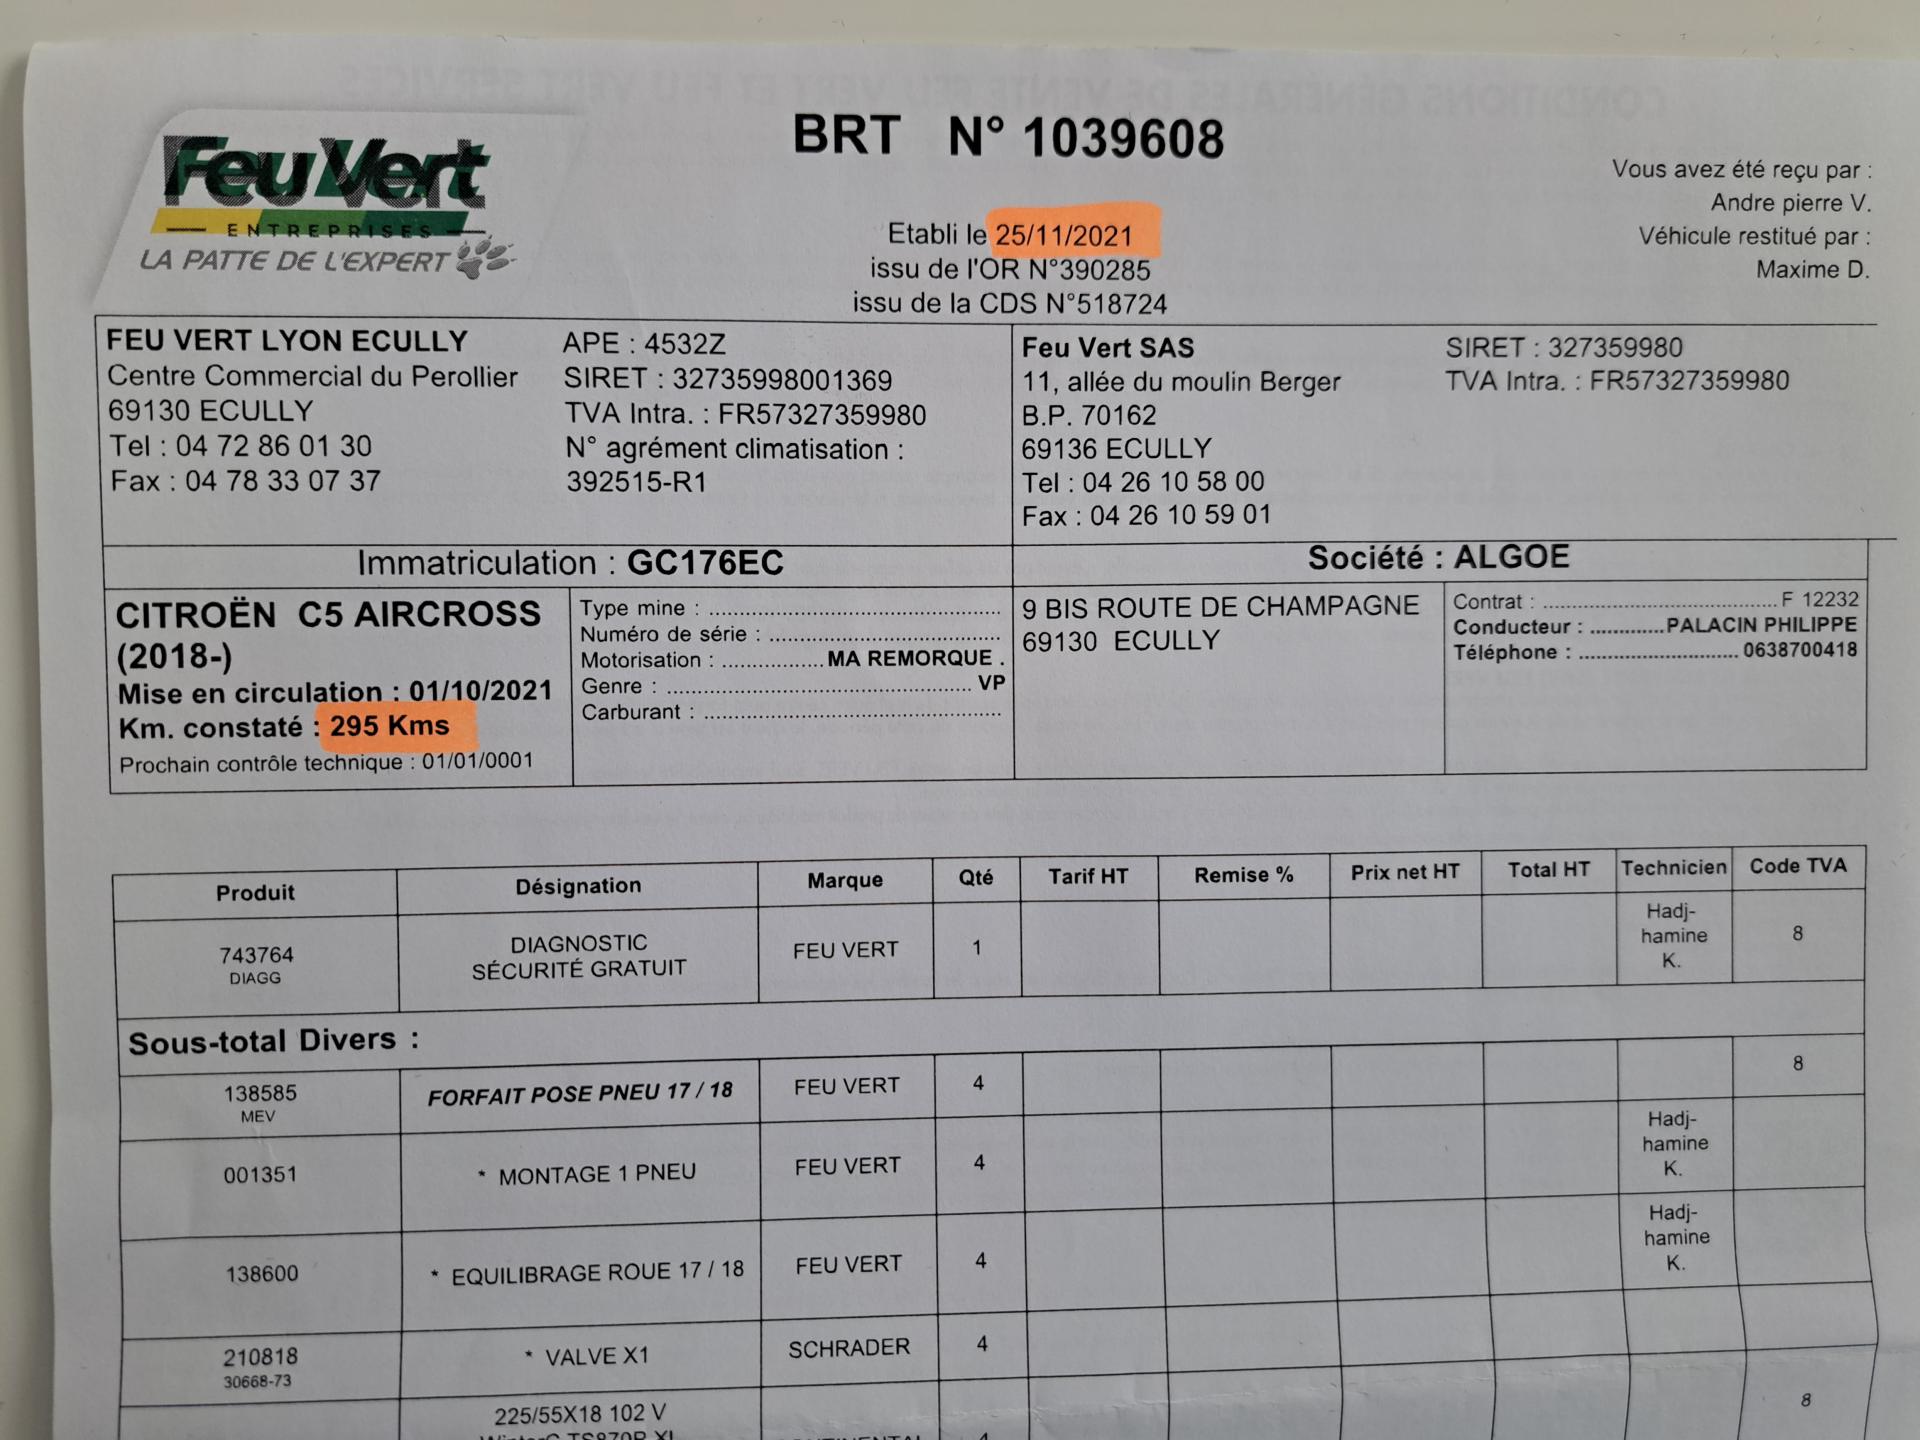 Feu Vert
ENTREPRISES
LA PATTE DE L'EXPERT
BRT N° 1039608
Etabli le 25/11/2021
issu de l'OR N°390285
issu de la CDS N°518724
Vous avez été reçu par :
Andre pierre V.
Véhicule restitué par :
Maxime D.
FEU VERT LYON ECULLY
Centre Commercial du Perollier
69130 ECULLY
Tel : 04 72 86 01 30
Fax : 04 78 33 07 37
APE : 4532Z
SIRET : 32735998001369
TVA Intra. : FR57327359980
N° agrément climatisation :
392515-R1
Feu Vert SAS
11, allée du moulin Berger
B.P. 70162
69136 ECULLY
Tel : 04 26 10 58 00
Fax : 04 26 10 59 01
SIRET : 327359980
TVA Intra. : FR57327359980
Immatriculation : GC176EC
Société : ALGOE
CITROËN C5 AIRCROSS
(2018-)
Mise en circulation : 01/10/2021
Km. constaté : 295 Kms
Prochain contrôle technique : 01/01/0001
Type mine : ..........................................
Numéro de série : .................................
Motorisation : ............... MA REMORQUE .
Genre : ............................................ VP
Carburant : ..........................................
9 BIS ROUTE DE CHAMPAGNE
69130 ECULLY
Contrat : ....................................... F 12232
Conducteur : ............PALACIN PHILIPPE
Téléphone : .......................... 0638700418
Produit Désignation Marque Qté Tarif HT Remise % Prix net HT Total HT Technicien Code TVA
743764 DIAGNOSTIC FEU VERT 1 Hadj- 8
DIAGG SÉCURITÉ GRATUIT hamine
K.
Sous-total Divers :
138585 FORFAIT POSE PNEU 17 / 18 FEU VERT 4 8
MEV
001351 * MONTAGE 1 PNEU FEU VERT 4 Hadj-
hamine
K.
138600 * EQUILIBRAGE ROUE 17 / 18 FEU VERT 4 Hadj-
hamine
K.
210818 * VALVE X1 SCHRADER 4
30668-73
225/55X18 102 V 8